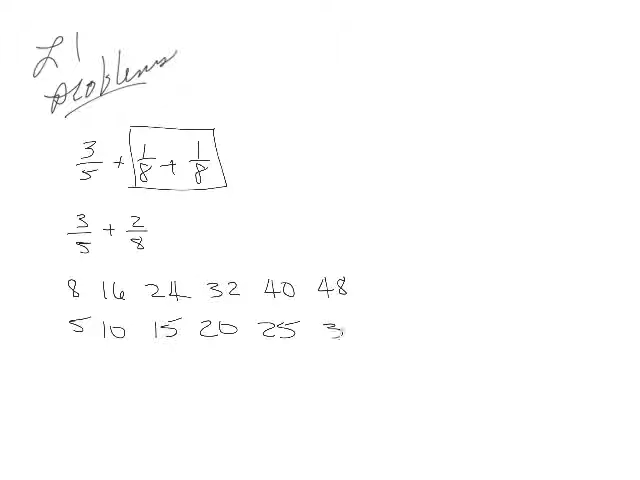 L1
Problems
3/5 + 1/8 + 1/8
3/5 + 2/8
8 16 24 32 40 48
5 10 15 20 25 3